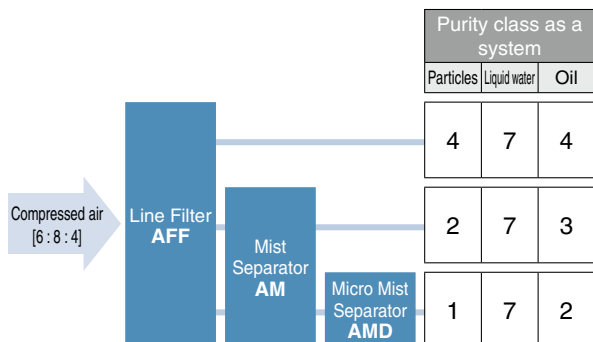 Purity class as a
system
Particles Liquid water Oil
4 7 4
Compressed air
[6 : 8 : 4]
Line Filter
AFF
2 7 3
Mist
Separator
AM
Micro Mist
Separator
AMD
1 7 2